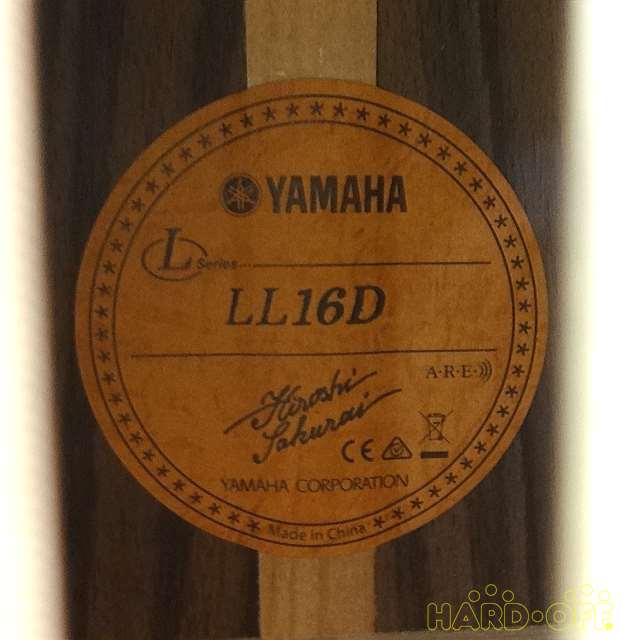 YAMAHA
L Series
LL16D
A·R·E·
Hiroshi
Sakurai
CE
YAMAHA CORPORATION
Made in China
HARD·OFF